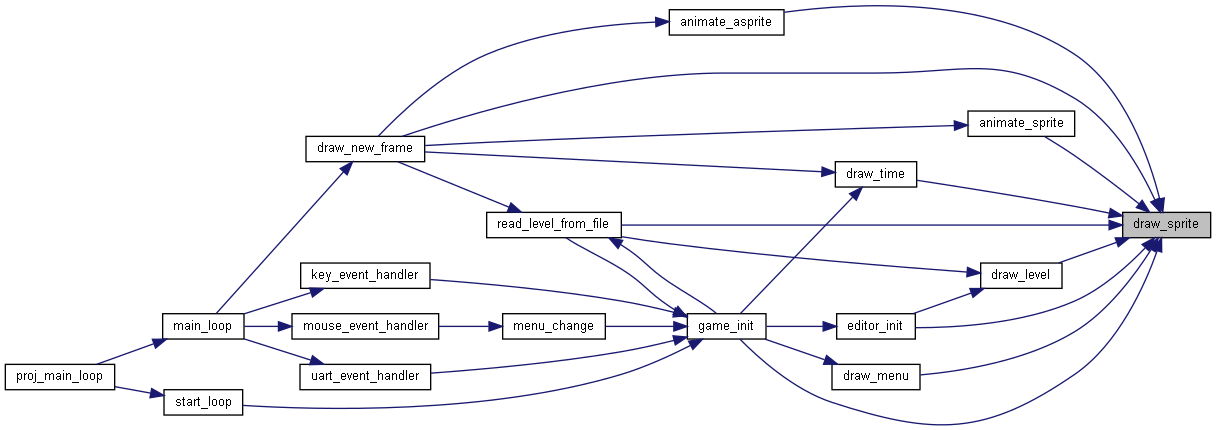 animate_asprite
animate_sprite
draw_new_frame
draw_time
read_level_from_file
draw_sprite
key_event_handler
draw_level
main_loop
mouse_event_handler
menu_change
game_init
editor_init
proj_main_loop
uart_event_handler
draw_menu
start_loop